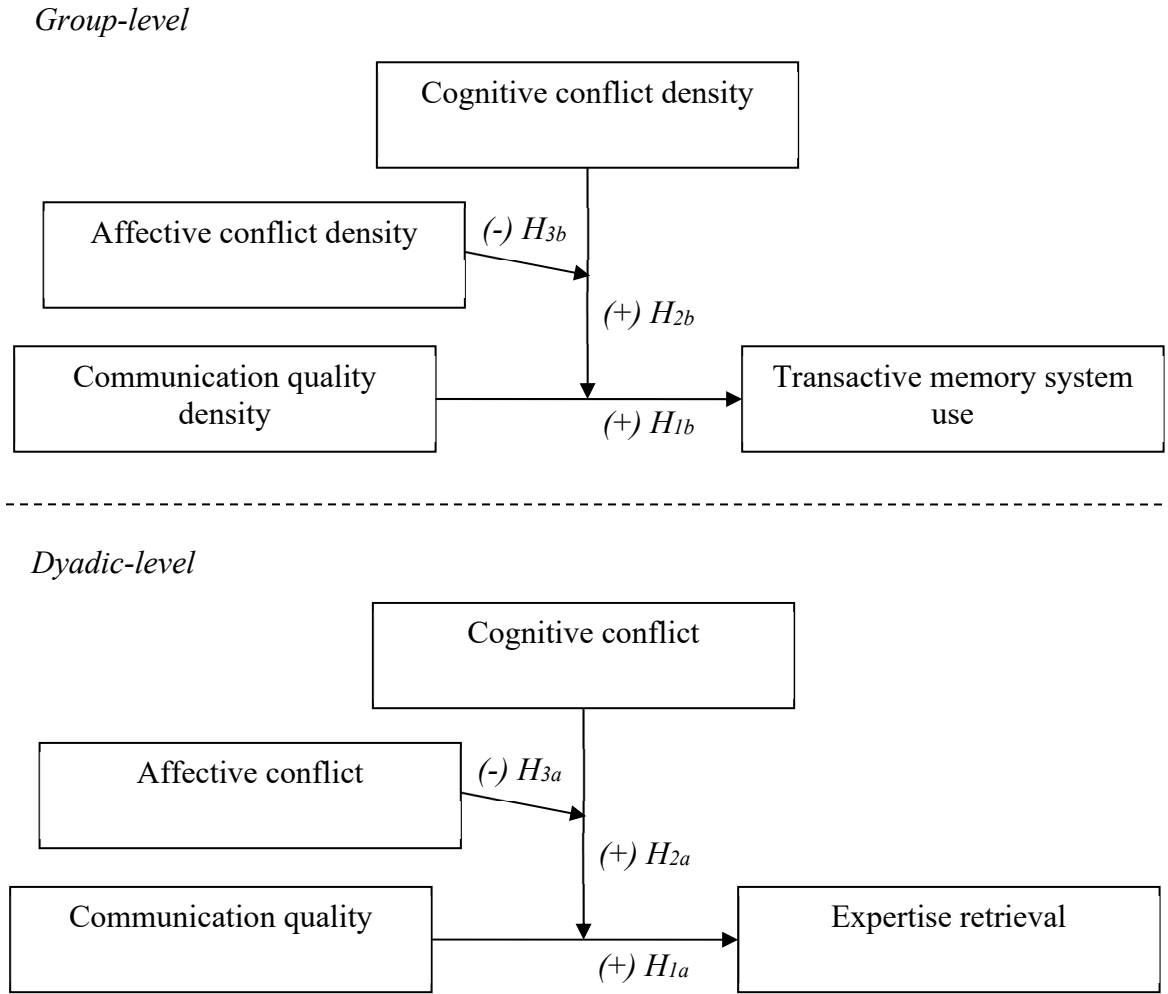 Group-level
Cognitive conflict density
Affective conflict density
(-) H3b
(+) H2b
Communication quality
density
Transactive memory system
use
(+) H1b
Dyadic-level
Cognitive conflict
Affective conflict
(-) H3a
(+) H2a
Communication quality
Expertise retrieval
(+) H1a